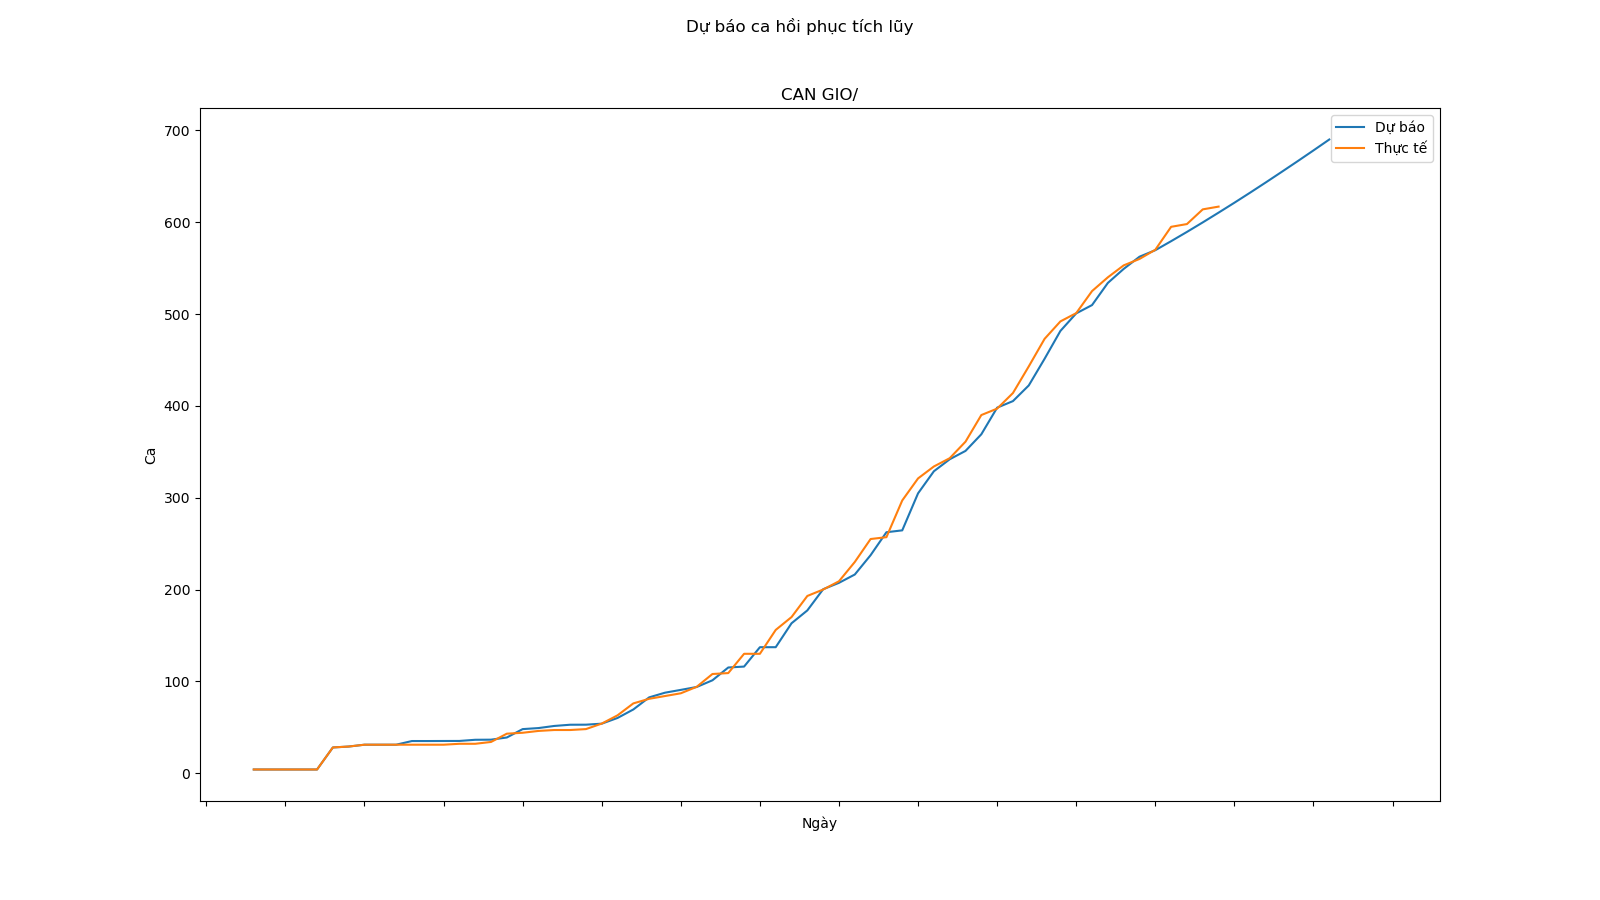 Dự báo ca hồi phục tích lũy
CAN GIO/
Dự báo
Thực tế
700
600
500
400
300
200
100
0
Ca
Ngày